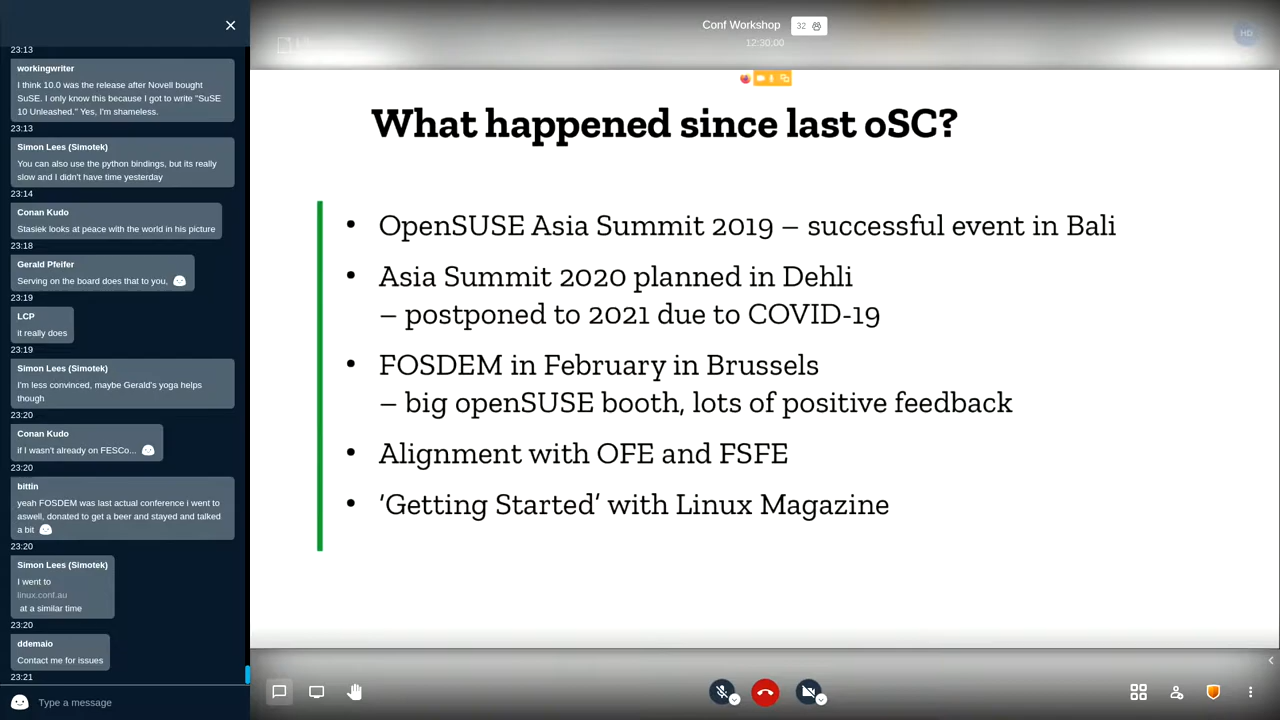 23:13
workingwriter
I think 10.0 was the release after Novell bought
SuSE. I only know this because I got to write "SuSE
10 Unleashed." Yes, I'm shameless.
23:13
Simon Lees (Simotek)
You can also use the python bindings, but its really
slow and I didn't have time yesterday
23:14
Conan Kudo
Stasiek looks at peace with the world in his picture
23:18
Gerald Pfeifer
Serving on the board does that to you,
23:19
LCP
it really does
23:19
Simon Lees (Simotek)
I'm less convinced, maybe Gerald's yoga helps
though
23:20
Conan Kudo
if I wasn't already on FESCo...
23:20
bittin
yeah FOSDEM was last actual conference i went to
aswell, donated to get a beer and stayed and talked
a bit
23:20
Simon Lees (Simotek)
I went to
linux.conf.au
at a similar time
23:20
ddemaio
Contact me for issues
23:21
Type a message
Conf Workshop
32
12:30:00
HD
What happened since last oSC?
• OpenSUSE Asia Summit 2019 – successful event in Bali
• Asia Summit 2020 planned in Dehli
– postponed to 2021 due to COVID-19
• FOSDEM in February in Brussels
– big openSUSE booth, lots of positive feedback
• Alignment with OFE and FSFE
• ‘Getting Started’ with Linux Magazine